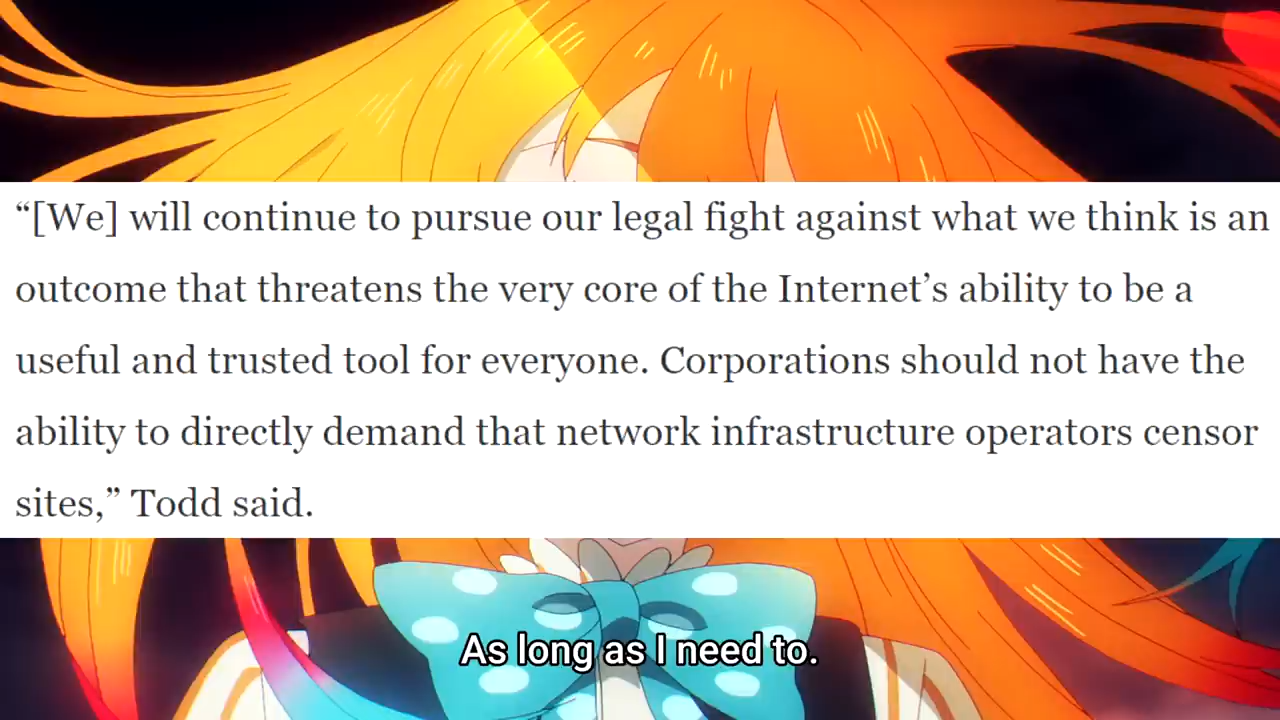 “[We] will continue to pursue our legal fight against what we think is an
outcome that threatens the very core of the Internet’s ability to be a
useful and trusted tool for everyone. Corporations should not have the
ability to directly demand that network infrastructure operators censor
sites,” Todd said.
As long as I need to.